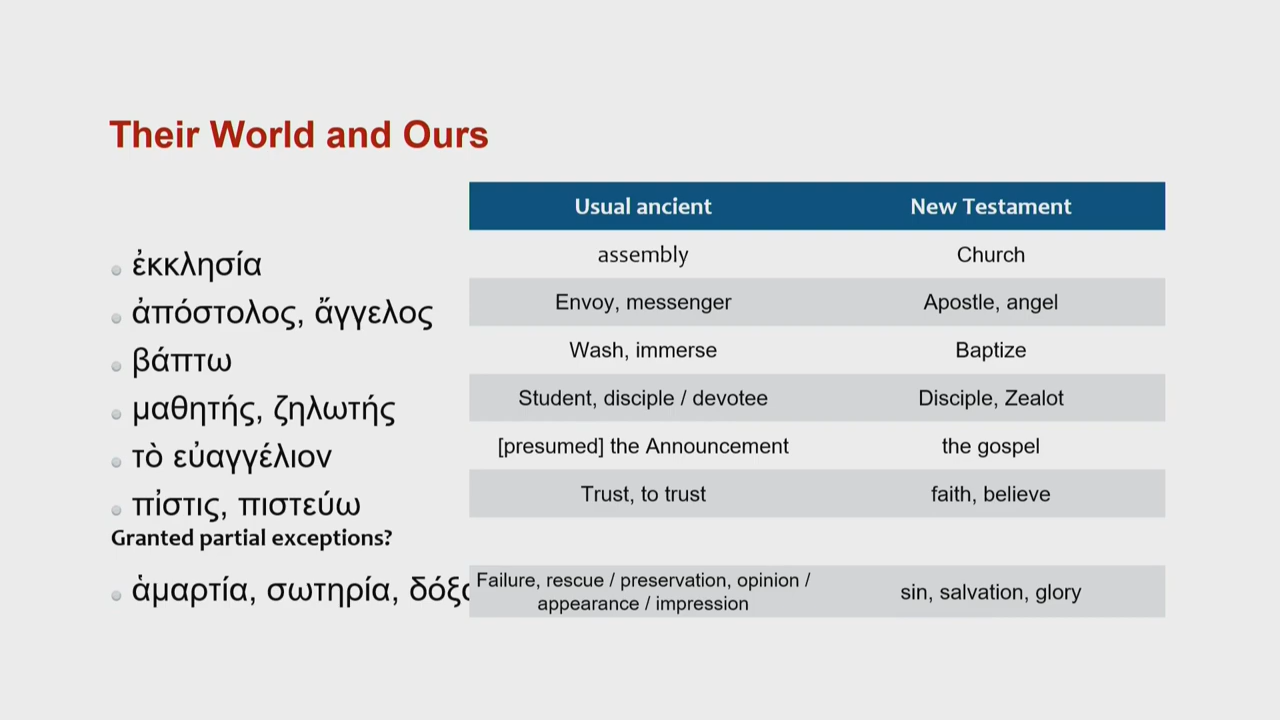 Their World and Ours
Usual ancient New Testament
ἐκκλησία assembly Church
ἀπόστολος, ἄγγελος Envoy, messenger Apostle, angel
βάπτω Wash, immerse Baptize
μαθητής, ζηλωτής Student, disciple / devotee Disciple, Zealot
τὸ εὐαγγέλιον [presumed] the Announcement the gospel
πἰστις, πιστεύω Trust, to trust faith, believe
Granted partial exceptions?
ἁμαρτία, σωτηρία, Failure, rescue / preservation, opinion /
appearance / impression sin, salvation, glory